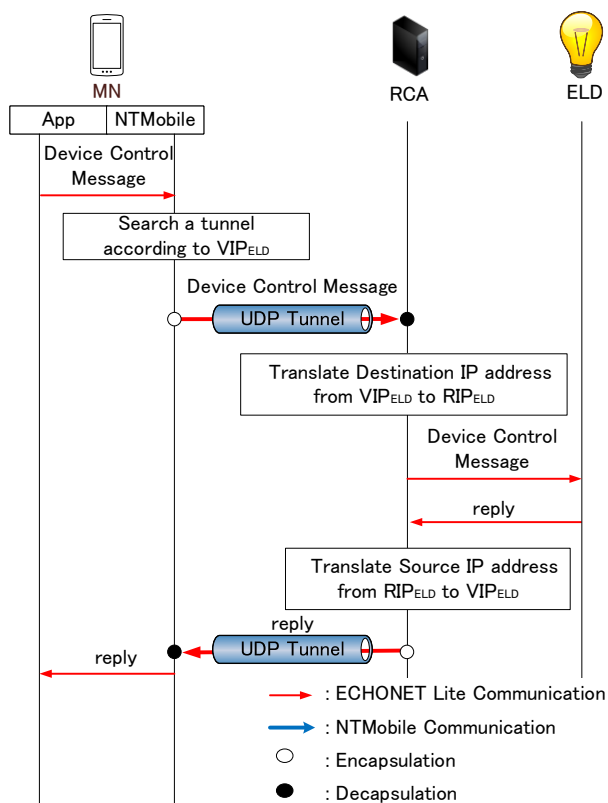 MN
RCA
ELD
App
NTMobile
Device Control
Message
Search a tunnel
according to VIPELD
Device Control Message
UDP Tunnel
Translate Destination IP address
from VIPELD to RIPELD
Device Control
Message
reply
Translate Source IP address
from RIPELD to VIPELD
reply
UDP Tunnel
reply
: ECHONET Lite Communication
: NTMobile Communication
: Encapsulation
: Decapsulation